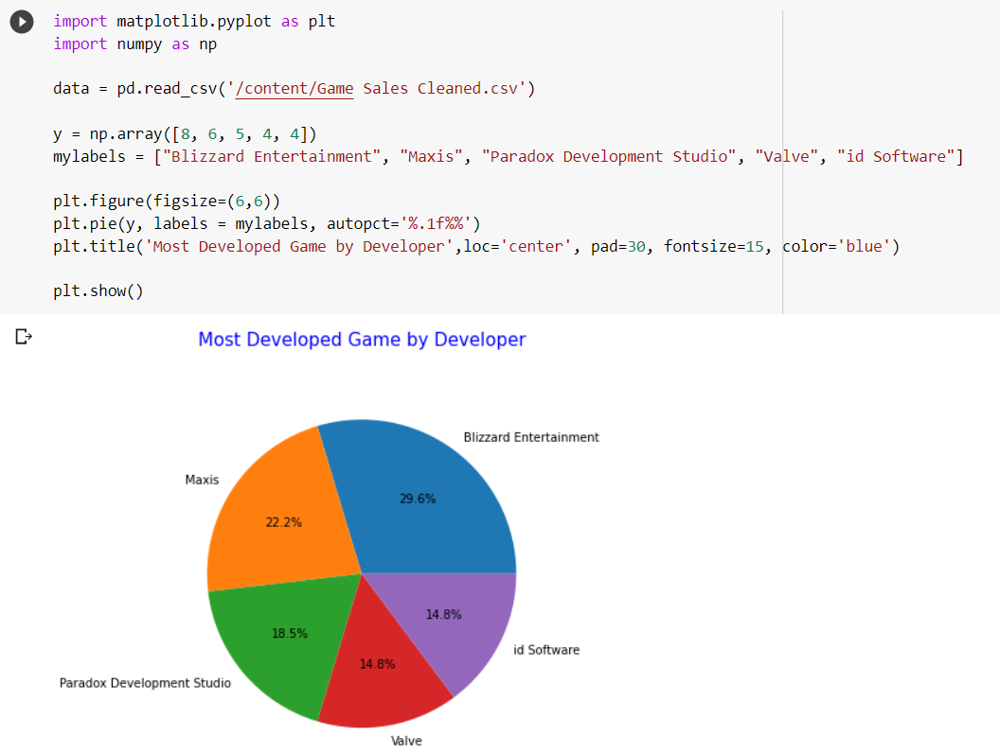 import matplotlib.pyplot as plt
import numpy as np
data = pd.read_csv('/content/Game Sales Cleaned.csv')
y = np.array([8, 6, 5, 4, 4])
mylabels = ["Blizzard Entertainment", "Maxis", "Paradox Development Studio", "Valve", "id Software"]
plt.figure(figsize=(6,6))
plt.pie(y, labels = mylabels, autopct='%.1f%%')
plt.title('Most Developed Game by Developer',loc='center', pad=30, fontsize=15, color='blue')
plt.show()
Most Developed Game by Developer
Blizzard Entertainment
Maxis
29.6%
22.2%
14.8%
18.5%
id Software
14.8%
Paradox Development Studio
Valve